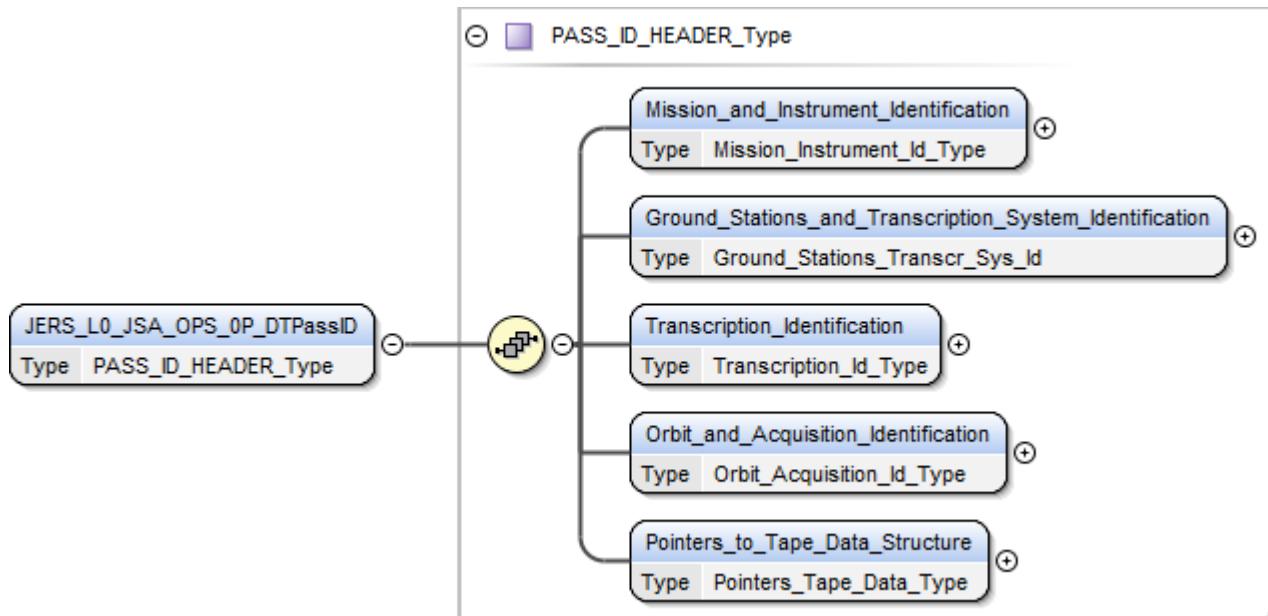 PASS_ID_HEADER_Type
Mission_and_Instrument_Identification
Type Mission_Instrument_Id_Type
Ground_Stations_and_Transcription_System_Identification
Type Ground_Stations_Transcr_Sys_Id
JERS_L0_JSA_OPS_0P_DTPassID
Type PASS_ID_HEADER_Type
Transcription_Identification
Type Transcription_Id_Type
Orbit_and_Acquisition_Identification
Type Orbit_Acquisition_Id_Type
Pointers_to_Tape_Data_Structure
Type Pointers_Tape_Data_Type